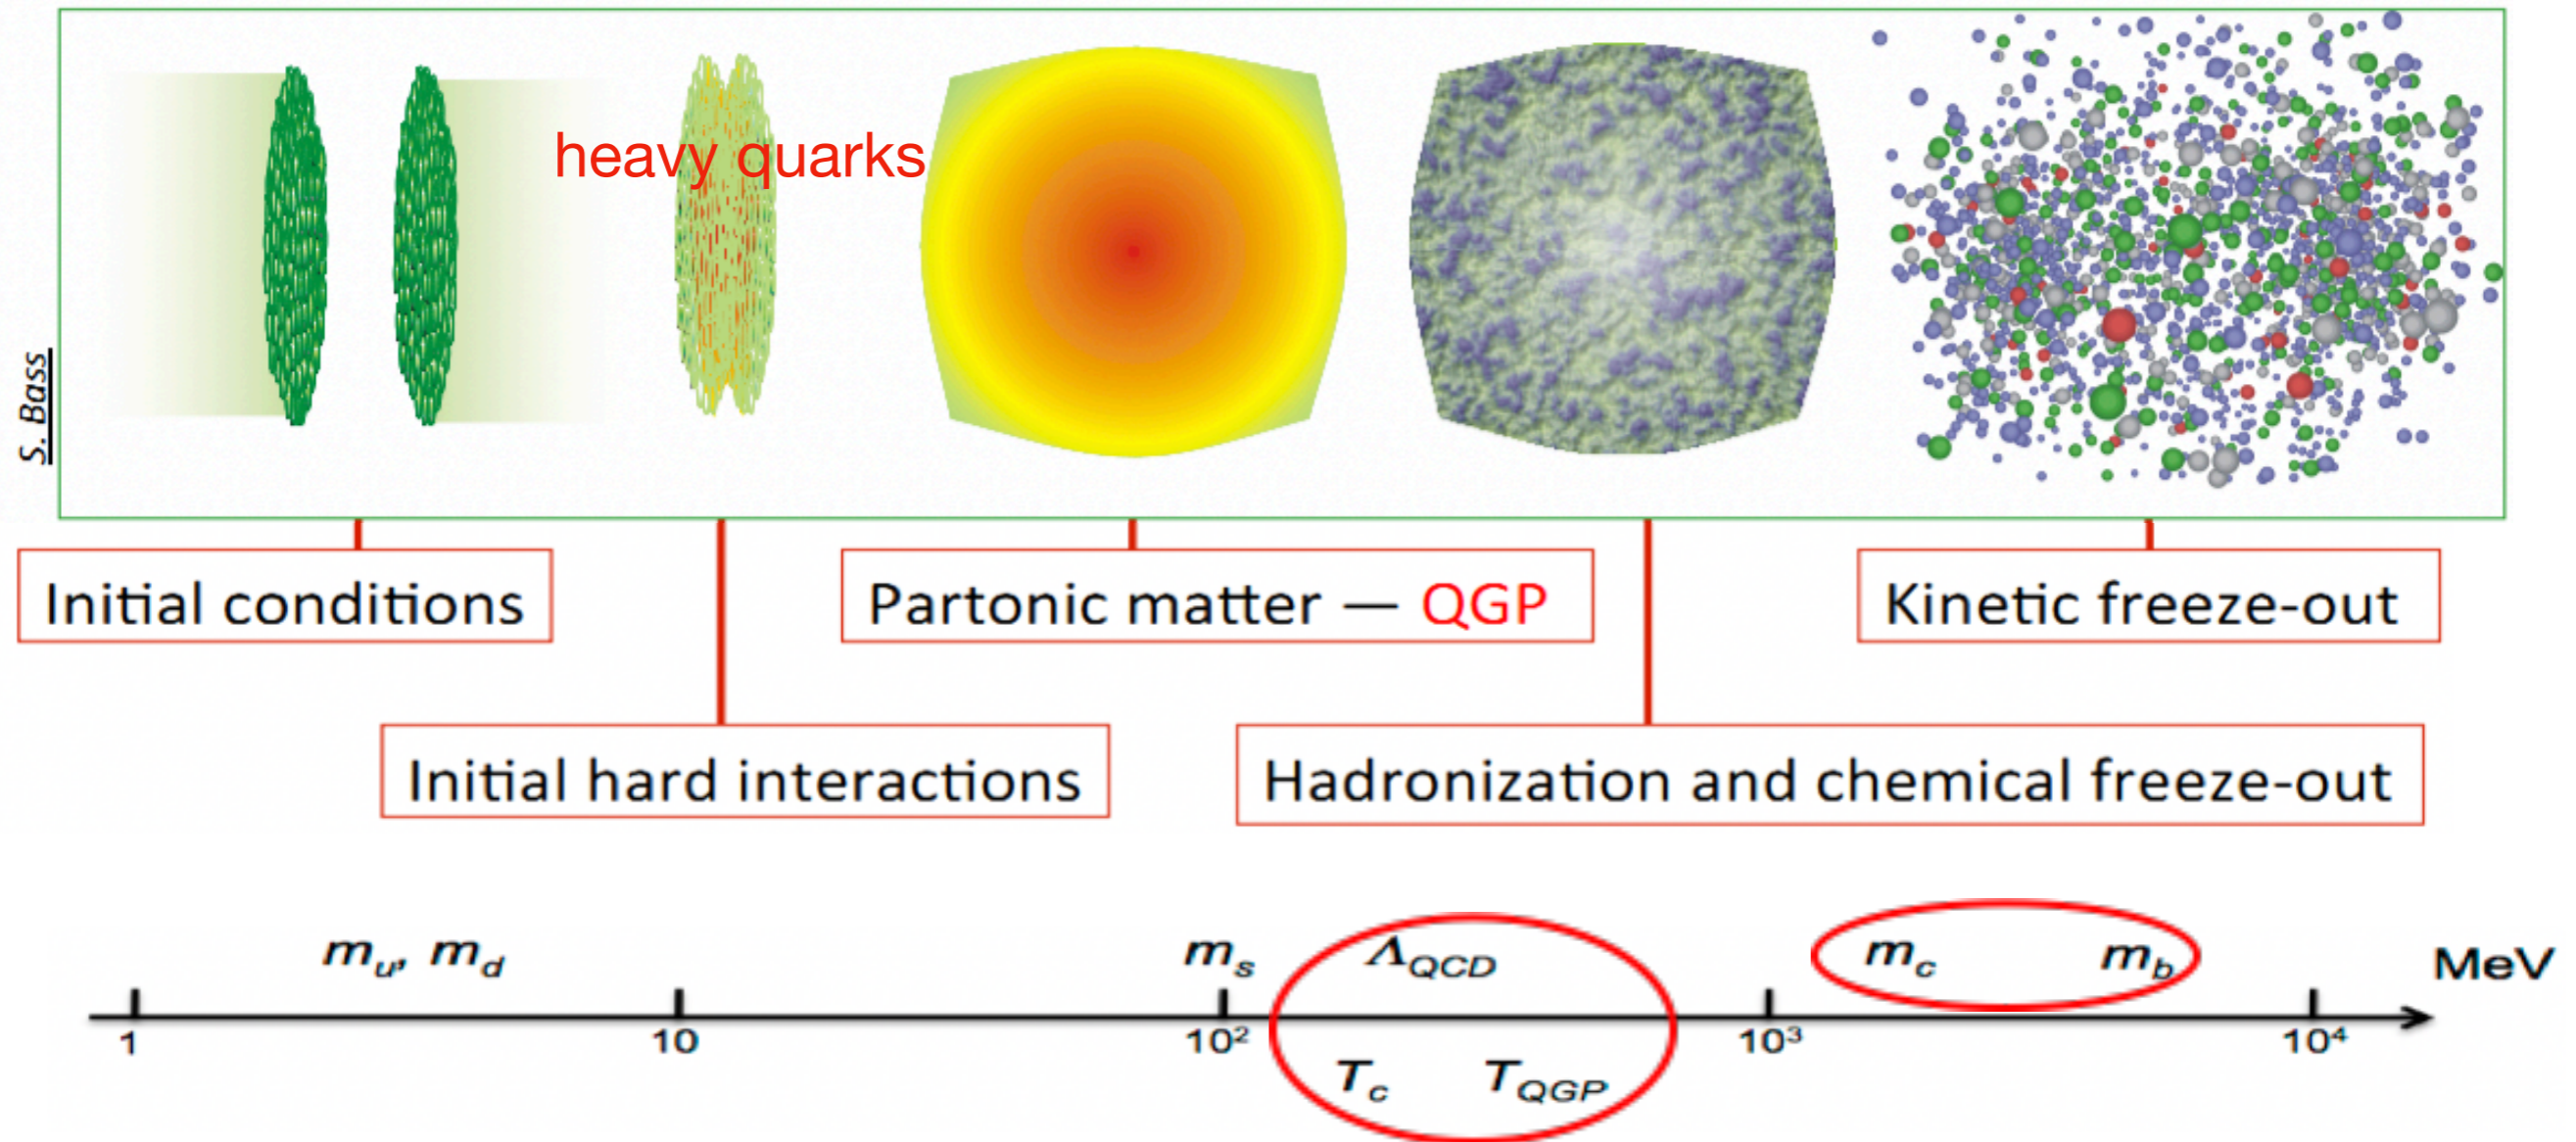 heavy quarks
S. Bass
Initial conditions
Partonic matter — QGP
Kinetic freeze-out
Initial hard interactions
Hadronization and chemical freeze-out
m_u, m_d
m_s
Λ_QCD
m_c
m_b
MeV
1
10
10²
10³
10⁴
T_c
T_QGP